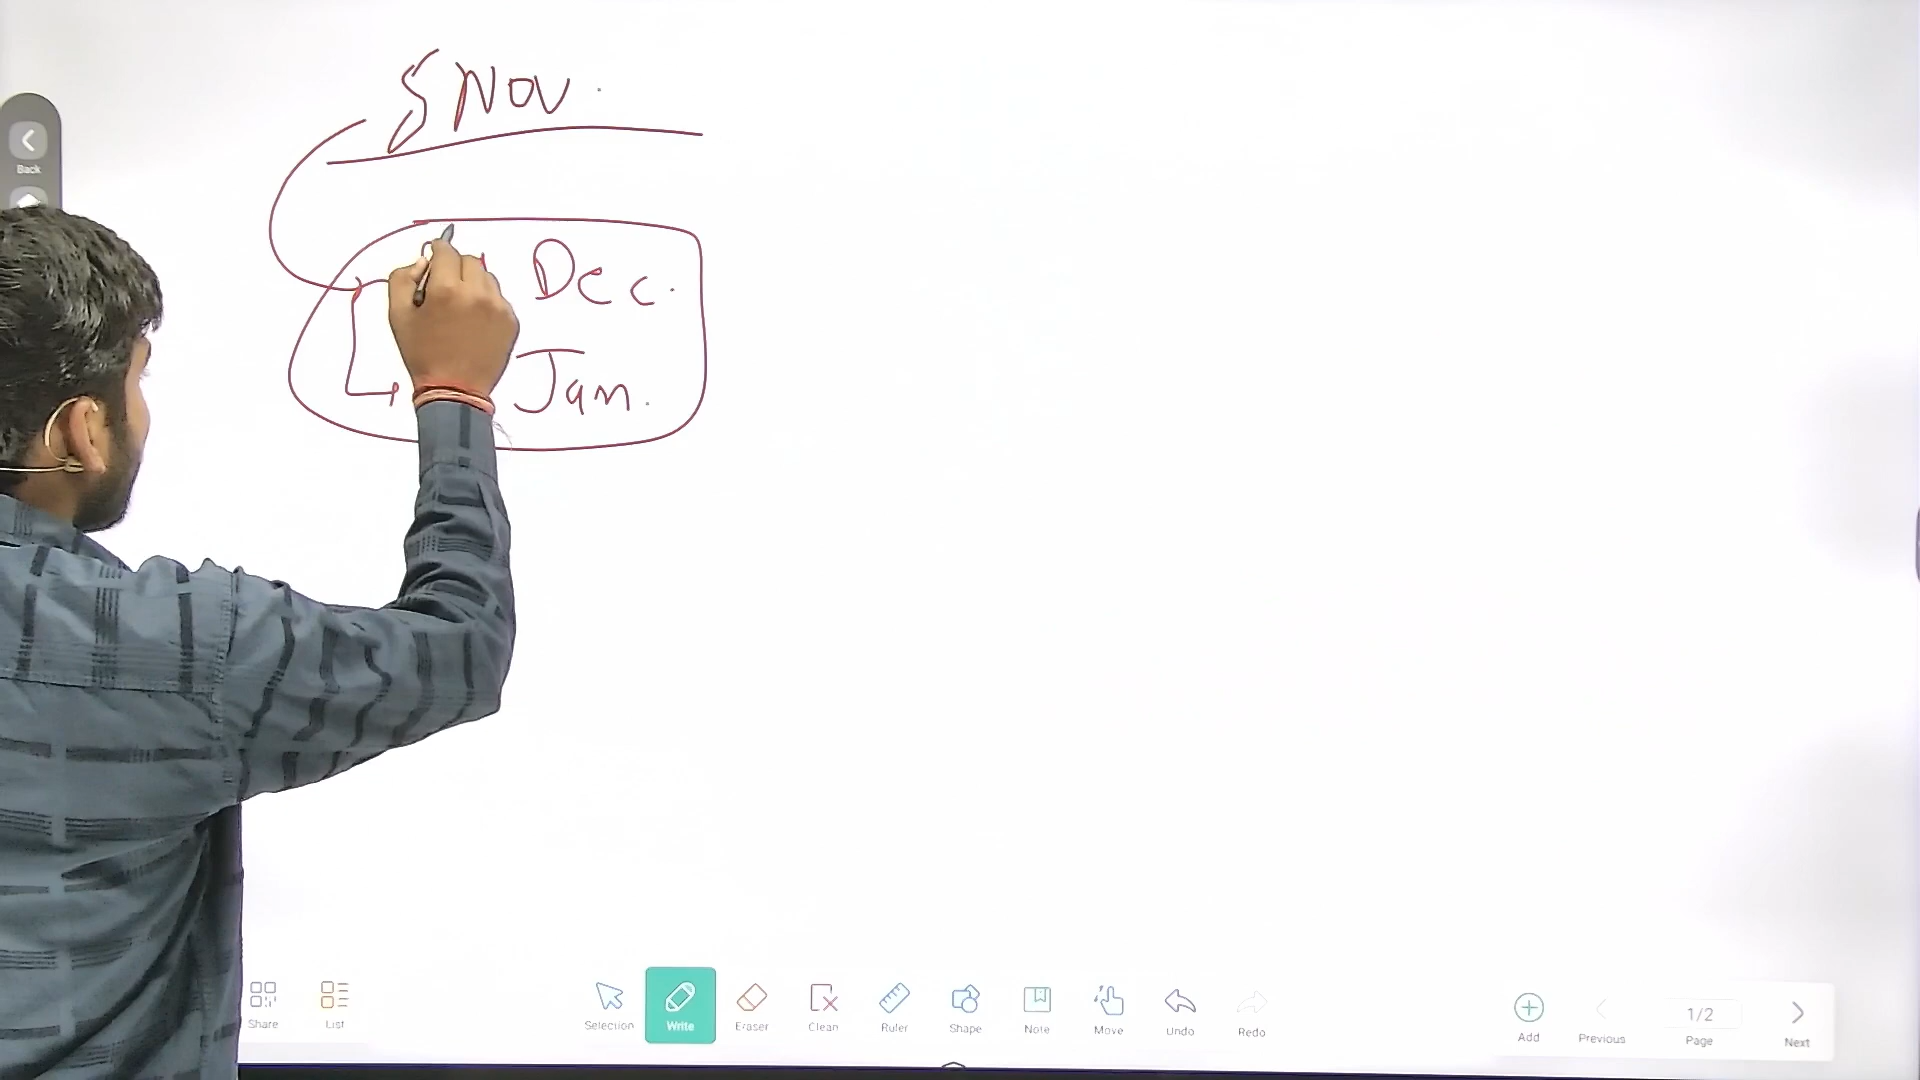 5 Nov.
Dec.
Jan.
Back
Share
List
Selection
Write
Eraser
Clean
Ruler
Shape
Note
Move
Undo
Redo
Add
Previous
1/2
Page
Next